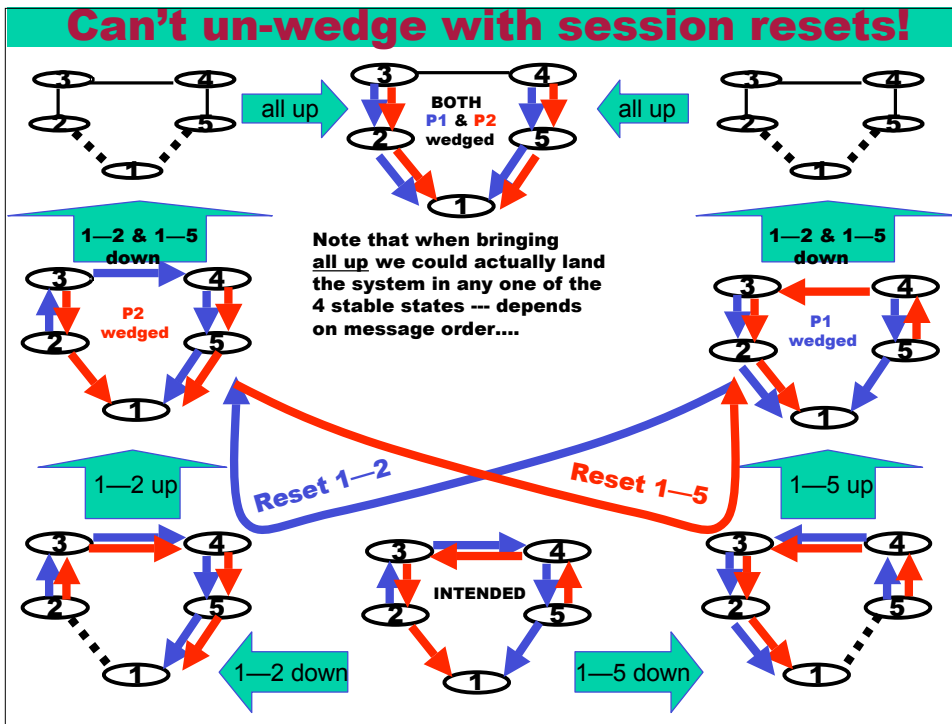 Can't un-wedge with session resets!
3
4
2
5
1
all up
3
4
BOTH
P1 & P2
wedged
2
5
1
all up
3
4
2
5
1
1—2 & 1—5
down
Note that when bringing
all up we could actually land
the system in any one of the
4 stable states --- depends
on message order....
1—2 & 1—5
down
3
4
P2
wedged
2
5
1
3
4
P1
wedged
2
5
1
1—2 up
Reset 1—2
Reset 1—5
1—5 up
3
4
2
5
1
3
4
INTENDED
2
5
1
3
4
2
5
1
1—2 down
1—5 down